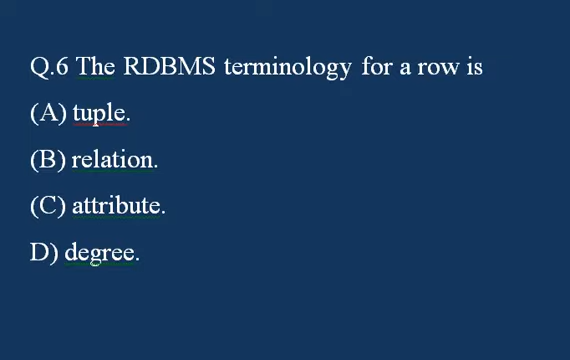 Q.6 The RDBMS terminology for a row is
(A) tuple.
(B) relation.
(C) attribute.
D) degree.